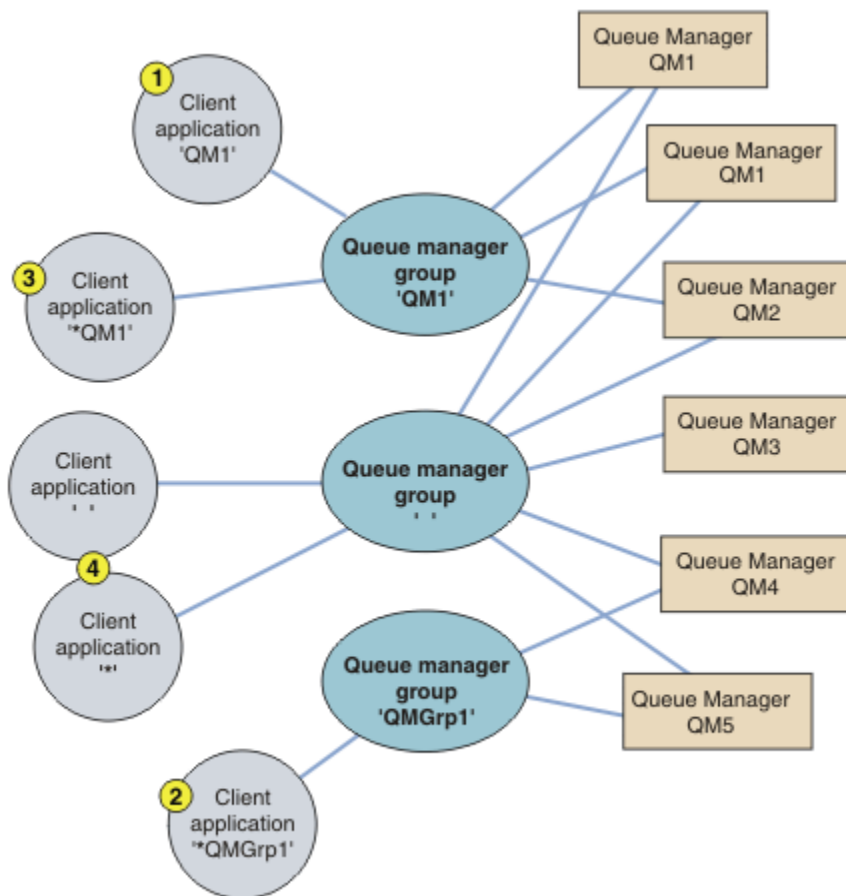 1
Client
application
'QM1'
3
Client
application
'*QM1'
Client
application
' '
4
Client
application
'*'
2
Client
application
'*QMGrp1'
Queue manager
group
'QM1'
Queue manager
group
' '
Queue manager
group
'QMGrp1'
Queue Manager
QM1
Queue Manager
QM1
Queue Manager
QM2
Queue Manager
QM3
Queue Manager
QM4
Queue Manager
QM5